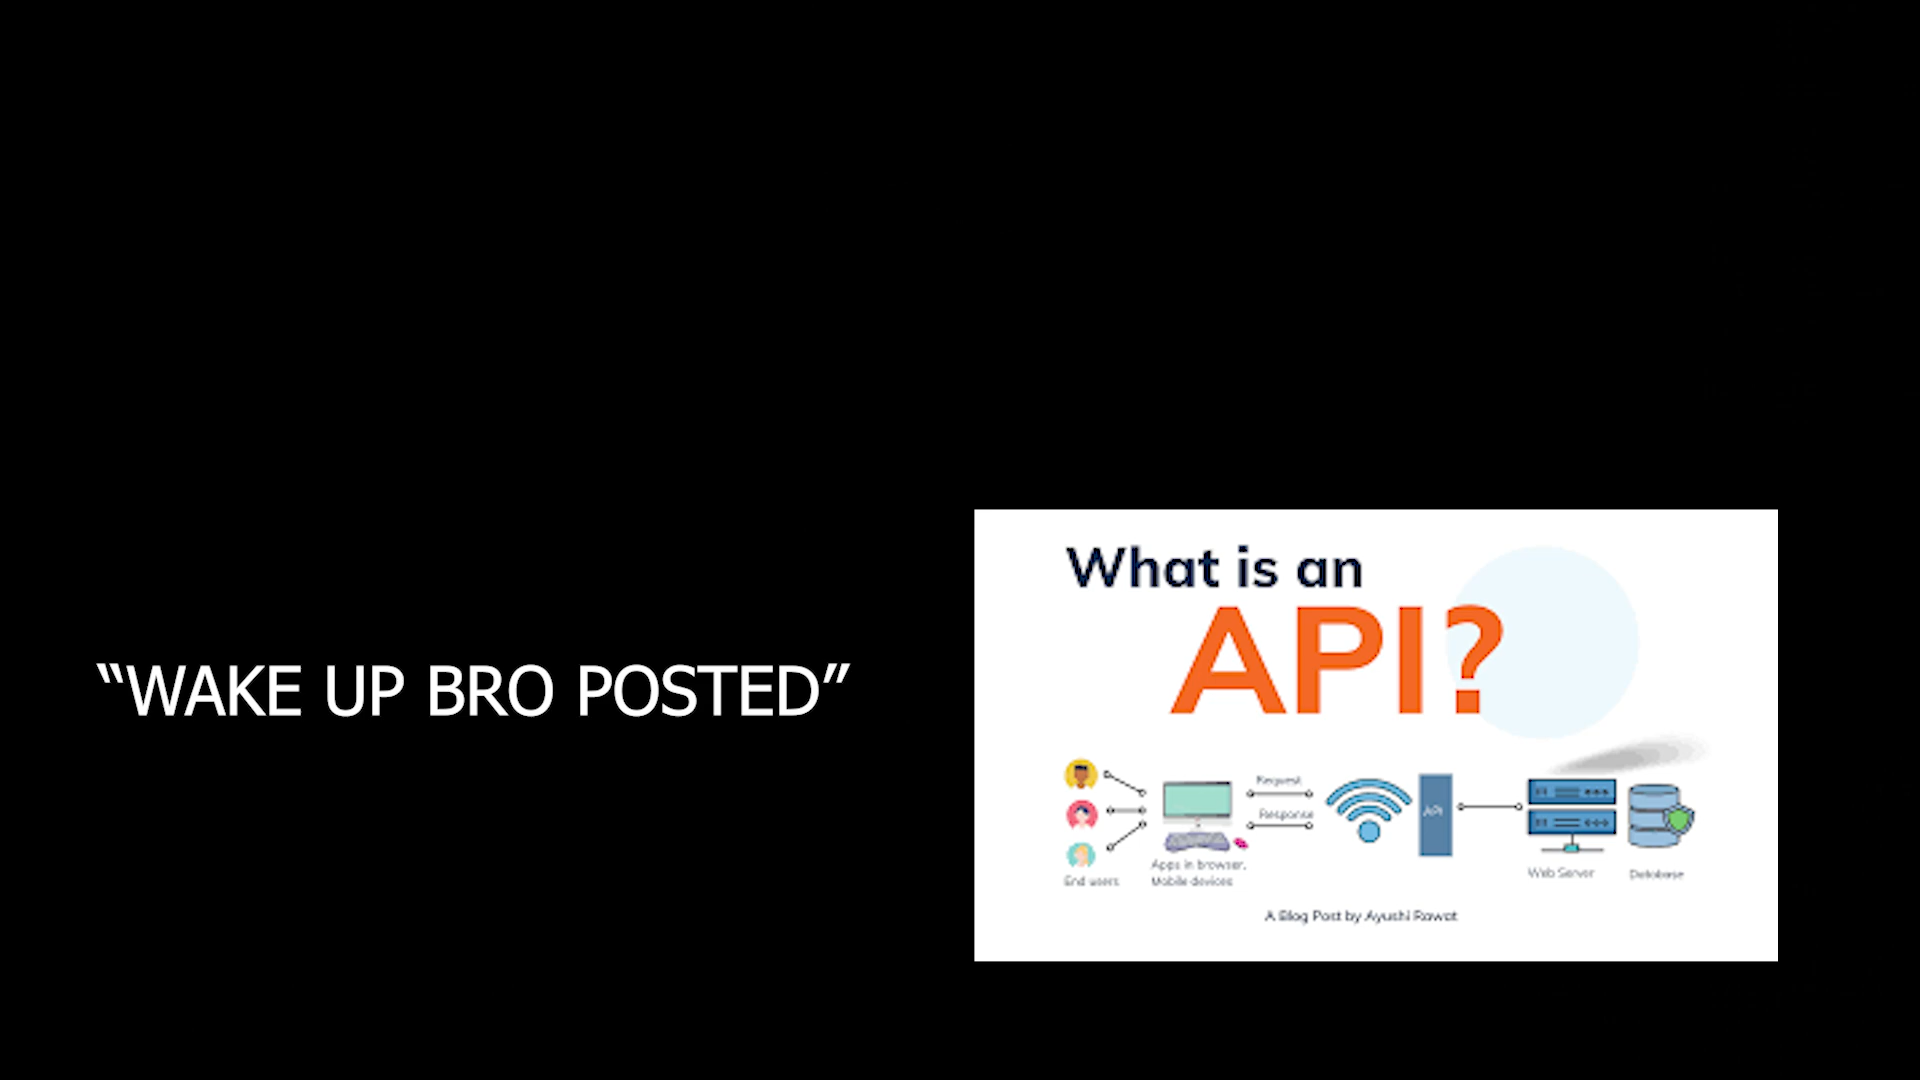 “WAKE UP BRO POSTED”
What is an
API?
Request
Response
API
End users
Apps in browser,
Mobile devices
Web Server
Database
A Blog Post by Ayushi Rawat